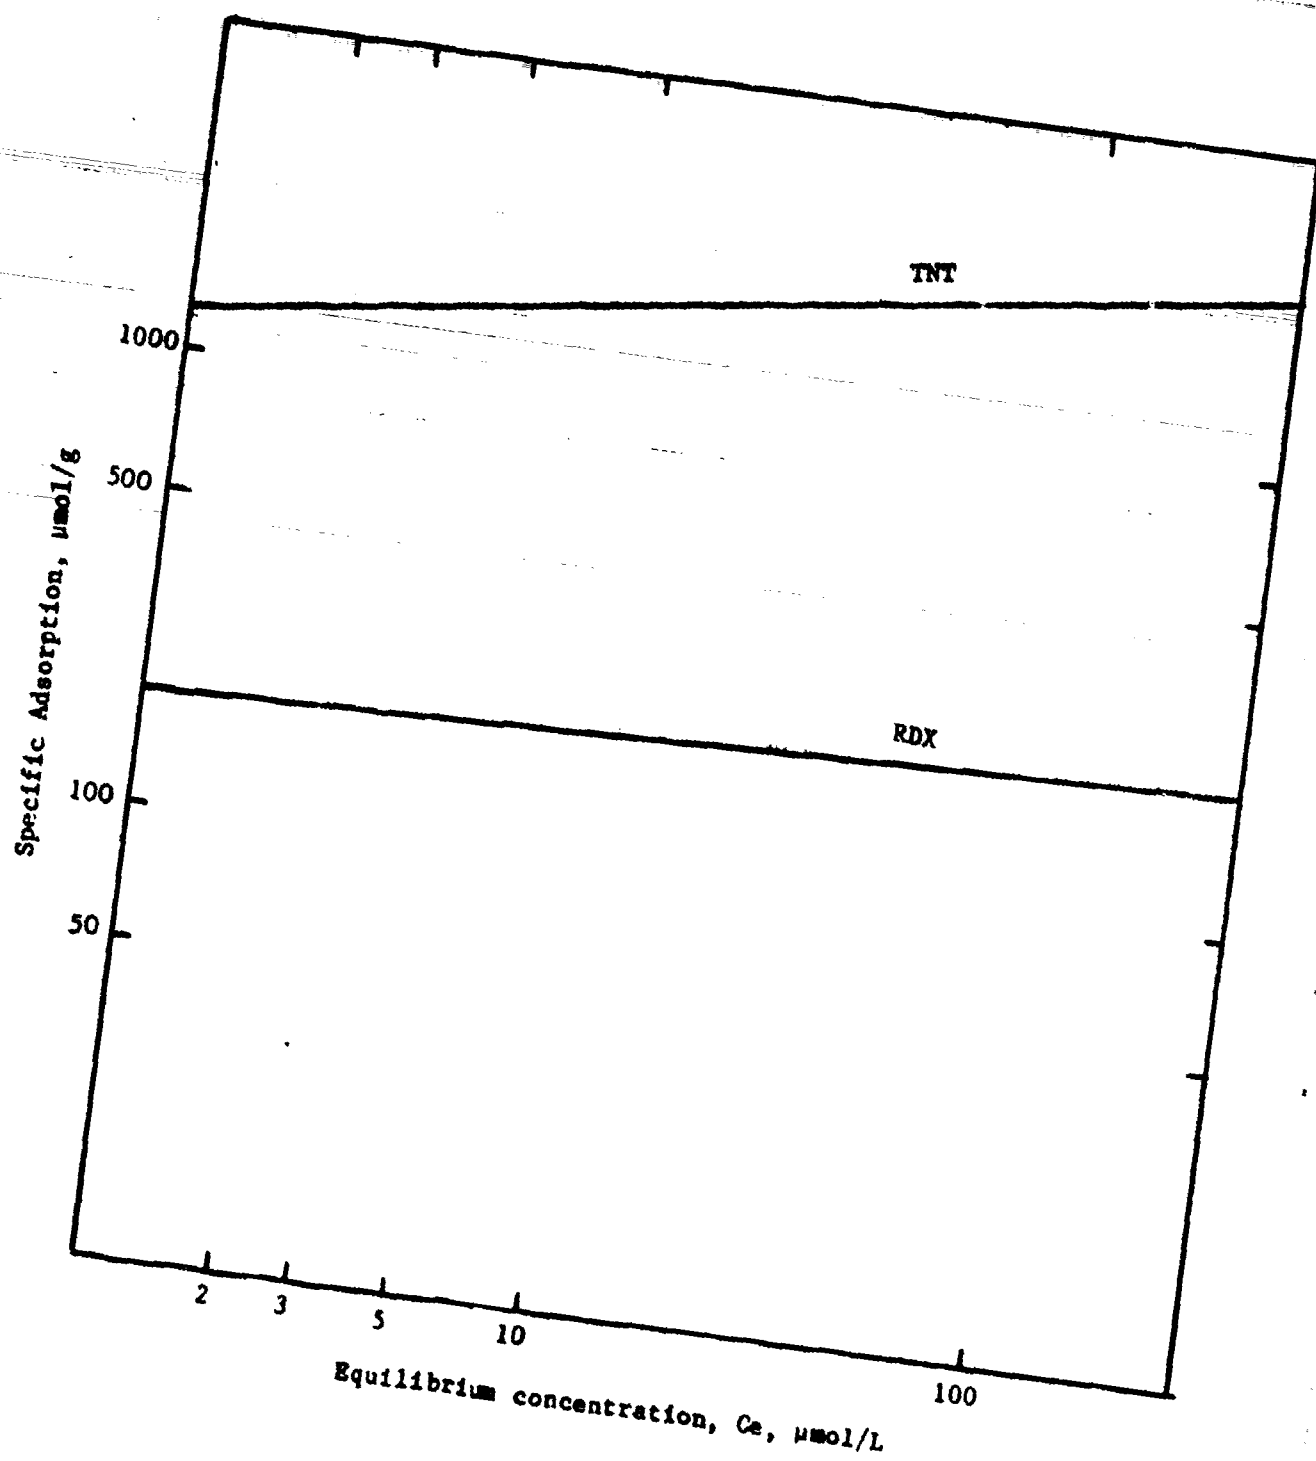 TNT
1000
500
Specific Adsorption, µmol/g
RDX
100
50
2
3
5
10
100
Equilibrium concentration, Ce, µmol/L